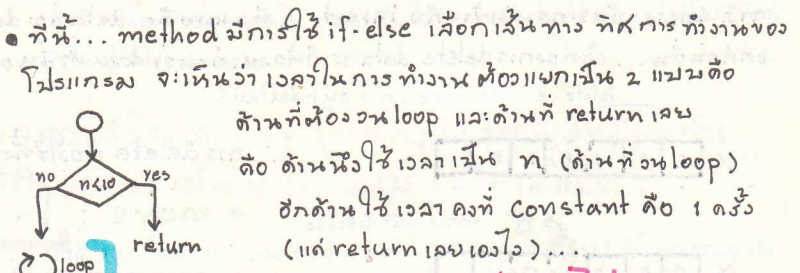 • ที่นี้... method มีการใช้ if-else เลือกเส้นทาง ทิศการทำงานของ
โปรแกรม จะเห็นว่าเวลาในการทำงานต้องแยกเป็น 2 แบบคือ
ด้านที่ต้องวนloop และด้านที่ return เลย
คือ ด้านนึงใช้เวลาเป็น n (ด้านที่วนloop)
อีกด้านใช้เวลาคงที่ constant คือ 1 ครั้ง
(แค่ return เลยเองไง)...
no n<10 yes
return
loop